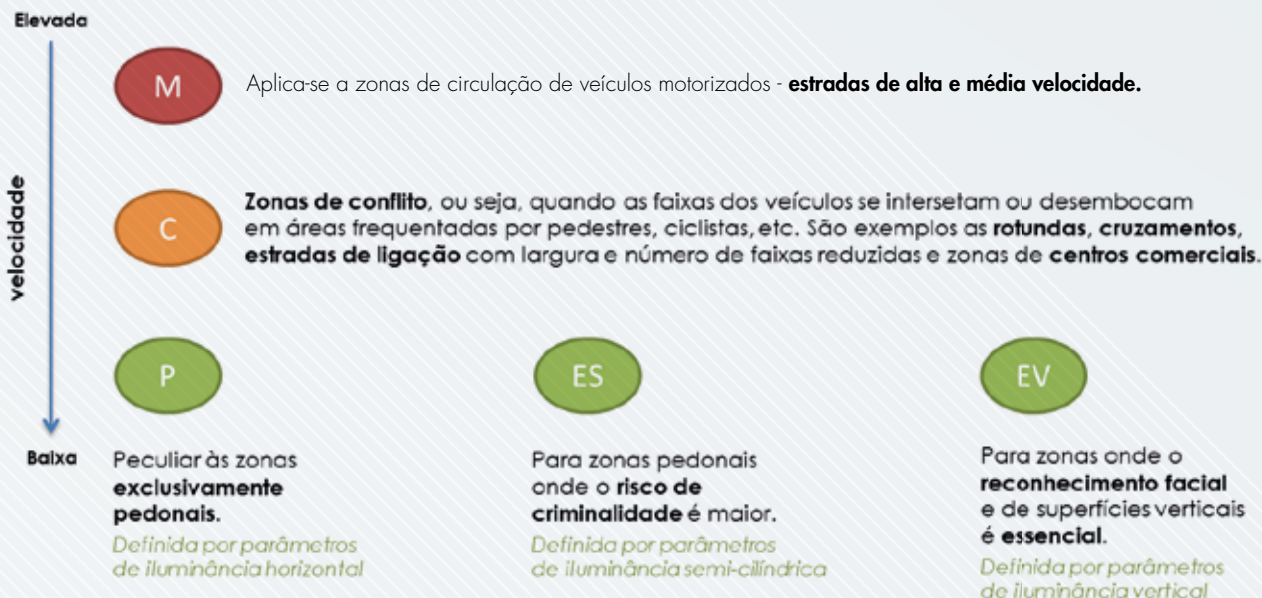 Elevada
M
Aplica-se a zonas de circulação de veículos motorizados - estradas de alta e média velocidade.
velocidade
C
Zonas de conflito, ou seja, quando as faixas dos veículos se intersetam ou desembocam
em áreas frequentadas por pedestres, ciclistas, etc. São exemplos as rotundas, cruzamentos,
estradas de ligação com largura e número de faixas reduzidas e zonas de centros comerciais.
Baixa
P
Peculiar às zonas
exclusivamente
pedonais.
Definida por parâmetros
de iluminância horizontal
ES
Para zonas pedonais
onde o risco de
criminalidade é maior.
Definida por parâmetros
de iluminância semi-cilíndrica
EV
Para zonas onde o
reconhecimento facial
e de superfícies verticais
é essencial.
Definida por parâmetros
de iluminância vertical